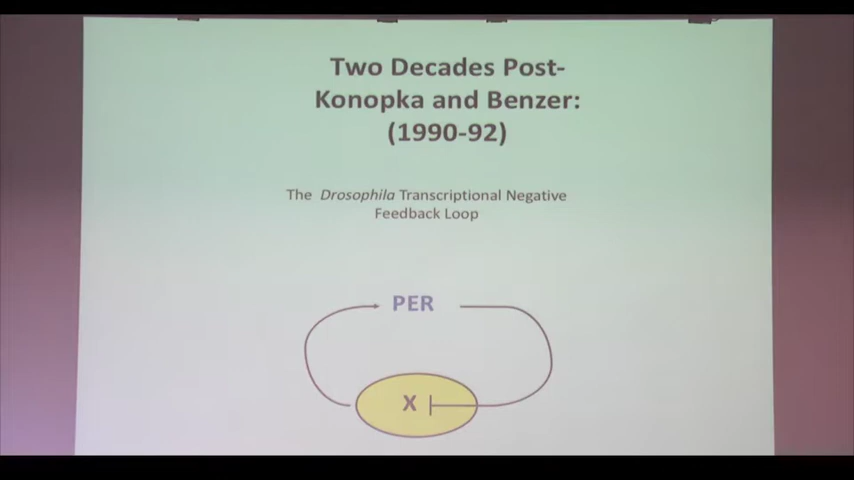 Two Decades Post-
Konopka and Benzer:
(1990-92)
The Drosophila Transcriptional Negative
Feedback Loop
PER
X